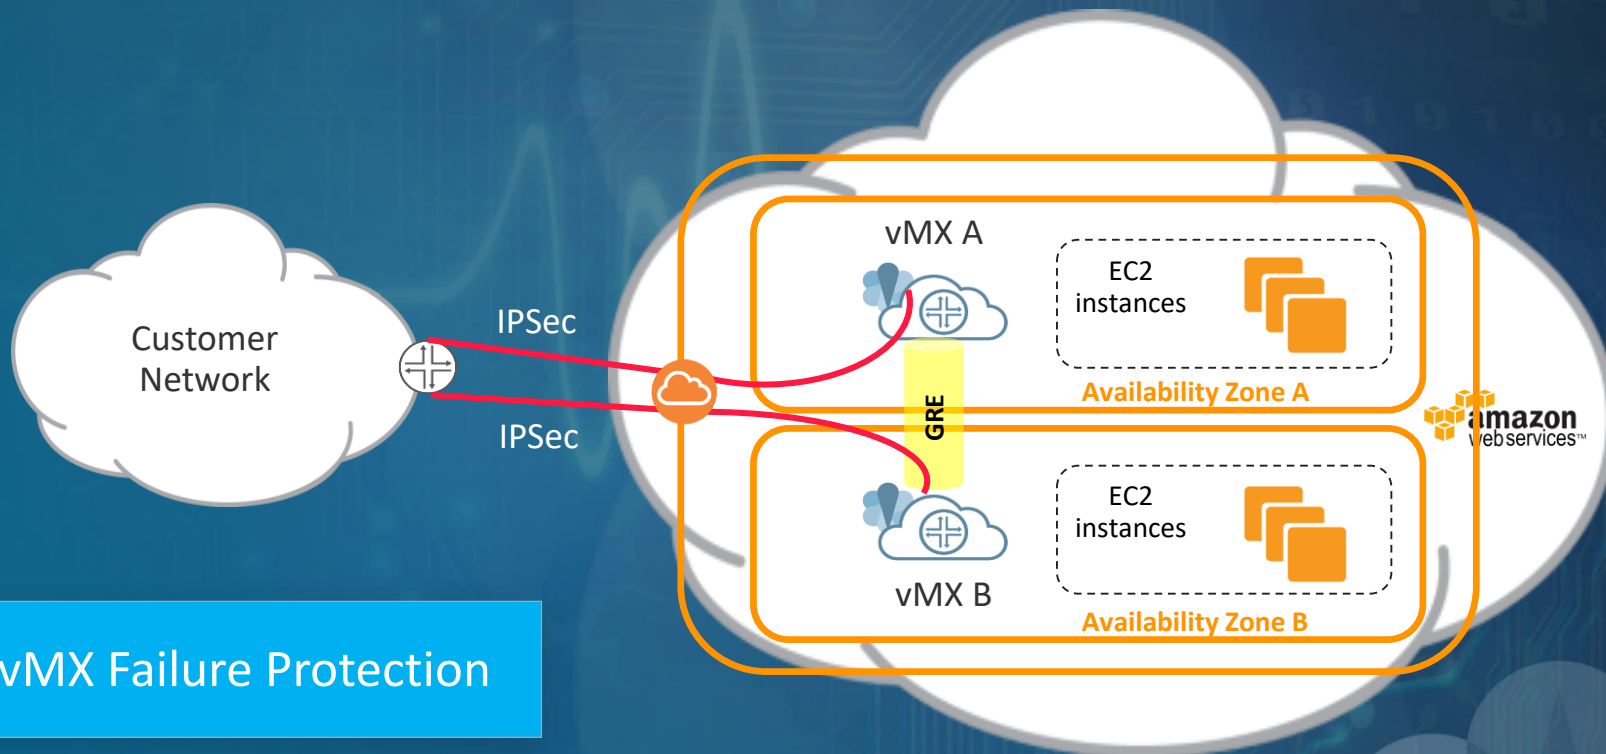 vMX A
EC2
instances
Availability Zone A
Customer
Network
IPSec
IPSec
GRE
amazon
webservices™
EC2
instances
vMX B
Availability Zone B
vMX Failure Protection